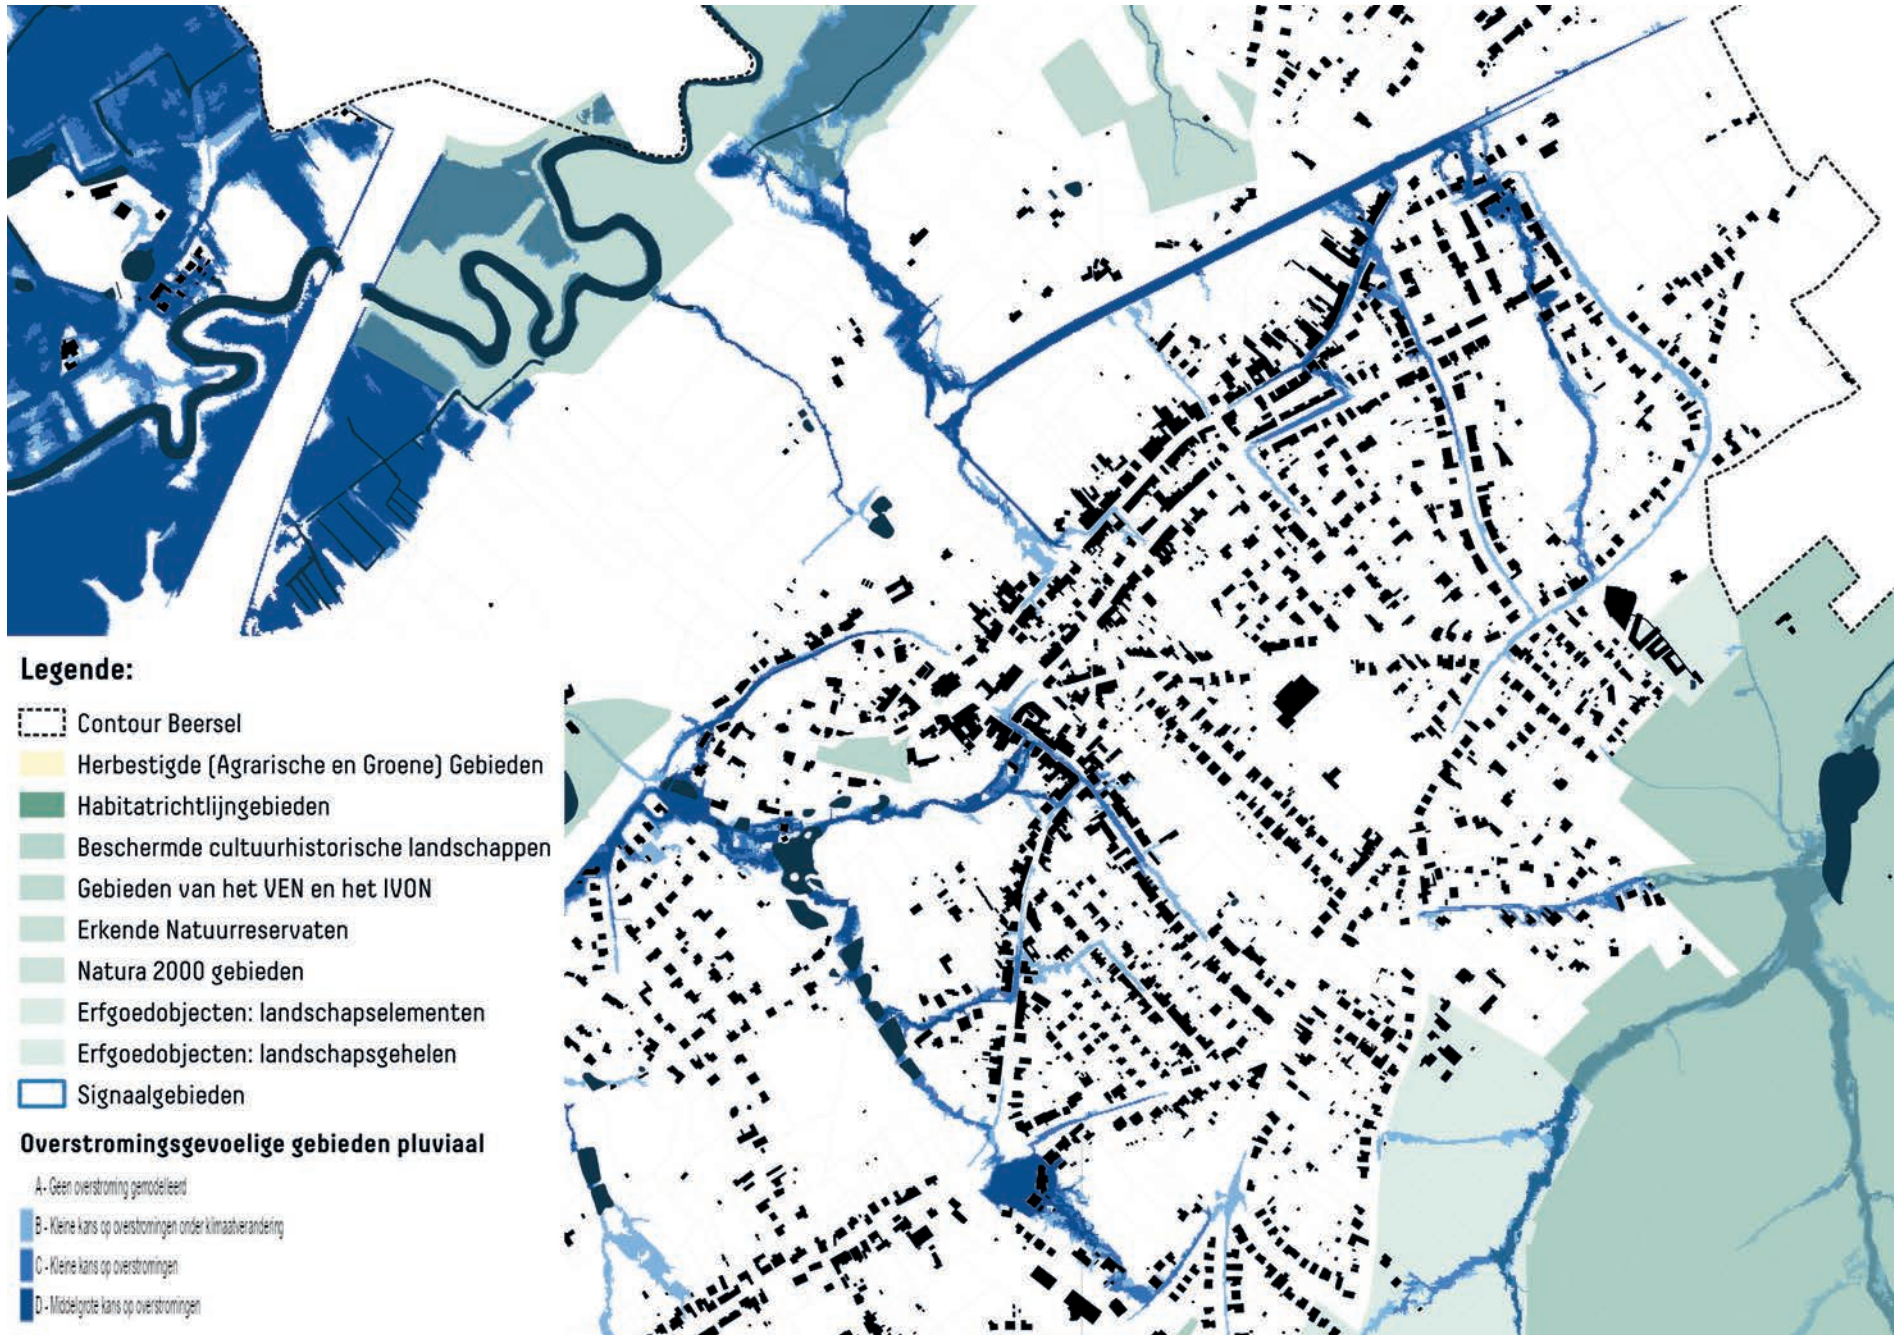 Legende:
Contour Beersel
Herbestigde (Agrarische en Groene) Gebieden
Habitatrichtlijngebieden
Beschermde cultuurhistorische landschappen
Gebieden van het VEN en het IVON
Erkende Natuurreservaten
Natura 2000 gebieden
Erfgoedobjecten: landschapselementen
Erfgoedobjecten: landschapsgehelen
Signaalgebieden
Overstromingsgevoelige gebieden pluviaal
A - Geen overstroming gemodelleerd
B - Kleine kans op overstromingen onder klimaatverandering
C - Kleine kans op overstromingen
D - Middelgrote kans op overstromingen